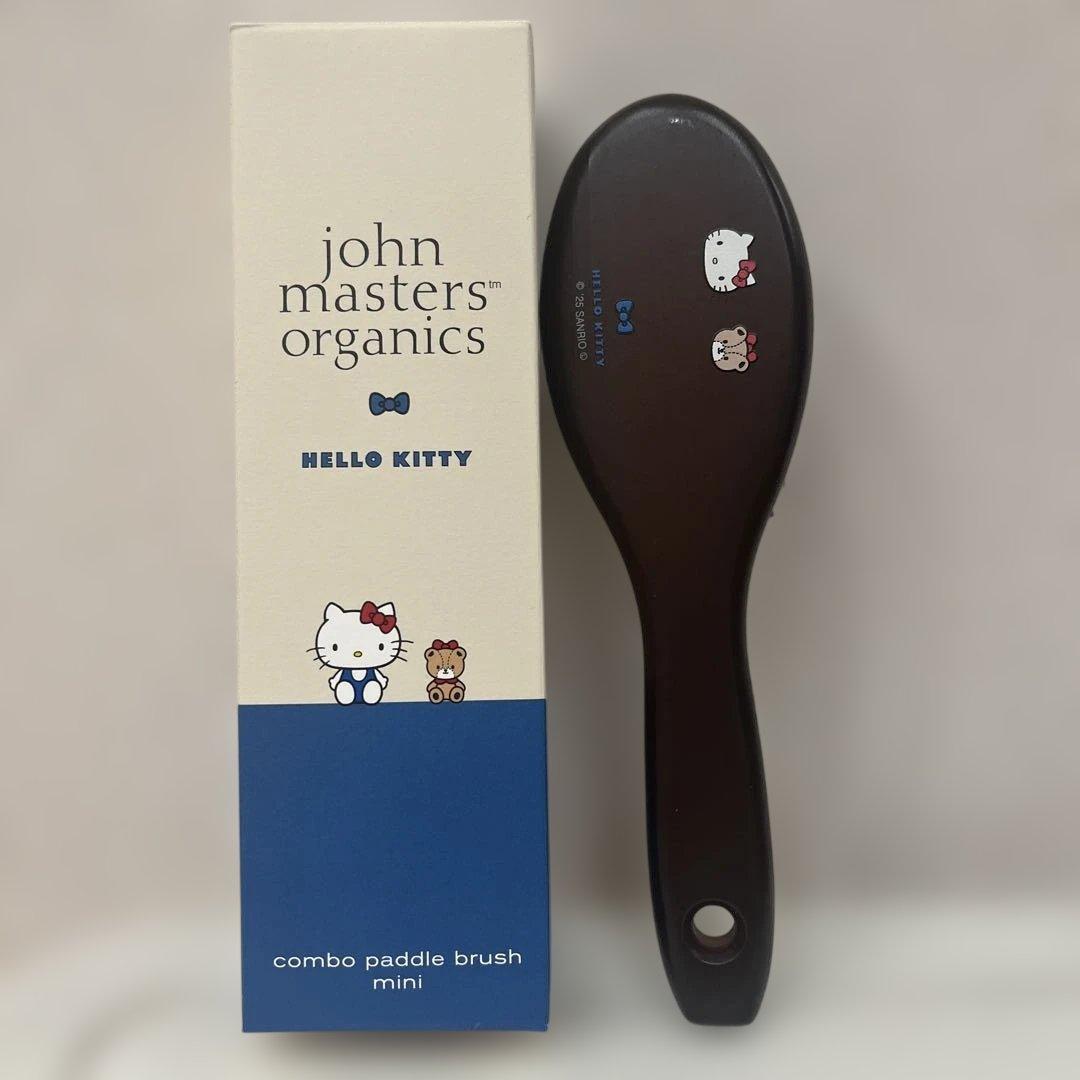 john
masters™
organics
HELLO KITTY
combo paddle brush
mini
HELLO KITTY
© '25 SANRIO ©